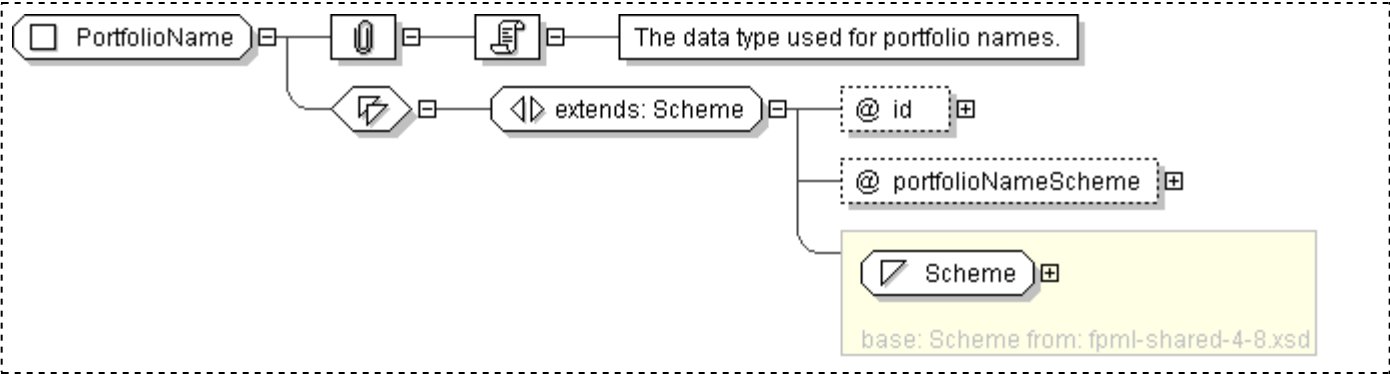 PortfolioName
The data type used for portfolio names.
extends: Scheme
@ id
@ portfolioNameScheme
Scheme
base: Scheme from: fpml-shared-4-8.xsd